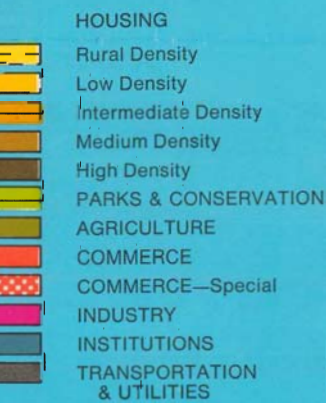 HOUSING
Rural Density
Low Density
Intermediate Density
Medium Density
High Density
PARKS & CONSERVATION
AGRICULTURE
COMMERCE
COMMERCE—Special
INDUSTRY
INSTITUTIONS
TRANSPORTATION
& UTILITIES